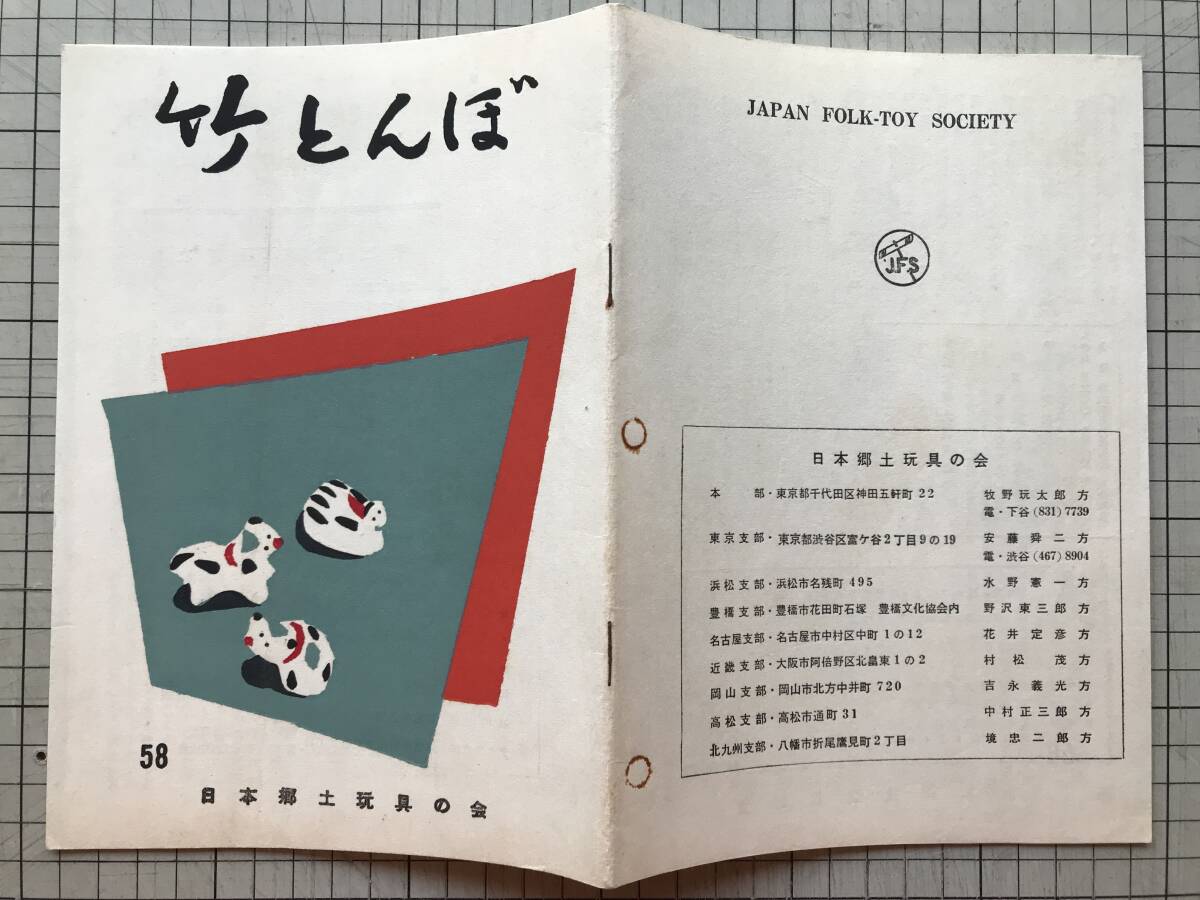 竹とんぼ
58
日本郷土玩具の会
JAPAN FOLK-TOY SOCIETY
JFS
日本郷土玩具の会
本部・東京都千代田区神田五軒町 22 牧野玩太郎方
電・下谷 (831) 7739
東京支部・東京都渋谷区富ケ谷2丁目9の19 安藤舜二方
電・渋谷 (467) 8904
浜松支部・浜松市名残町 495 水野憲一方
豊橋支部・豊橋市花田町石塚 豊橋文化協会内 野沢東三郎方
名古屋支部・名古屋市中村区中町1の12 花井定彦方
近畿支部・大阪市阿倍野区北畠東1の2 村松茂方
岡山支部・岡山市北方中井町 720 吉永義光方
高松支部・高松市通町 31 中村正三郎方
北九州支部・八幡市折尾鷹見町2丁目 境忠二郎方